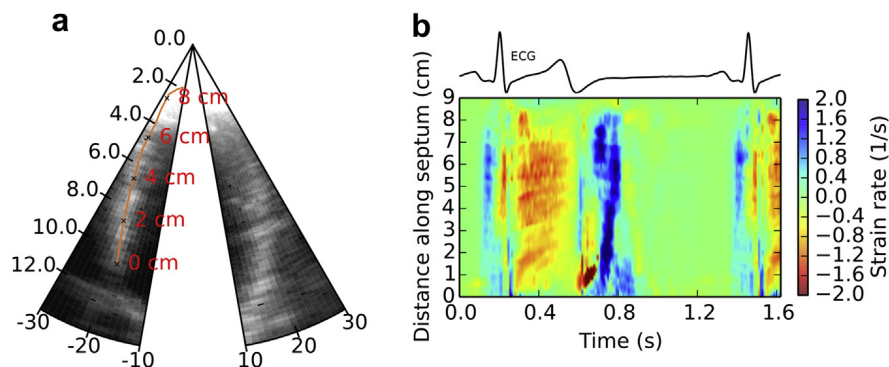 a
0.0
2.0
4.0
6.0
8.0
10.0
12.0
8 cm
6 cm
4 cm
2 cm
0 cm
-30
-20
-10
10
20
30
b
ECG
Distance along septum (cm)
9
8
7
6
5
4
3
2
1
0
0.0 0.4 0.8 1.2 1.6
Time (s)
2.0
1.6
1.2
0.8
0.4
0.0
−0.4
−0.8
−1.2
−1.6
−2.0
Strain rate (1/s)